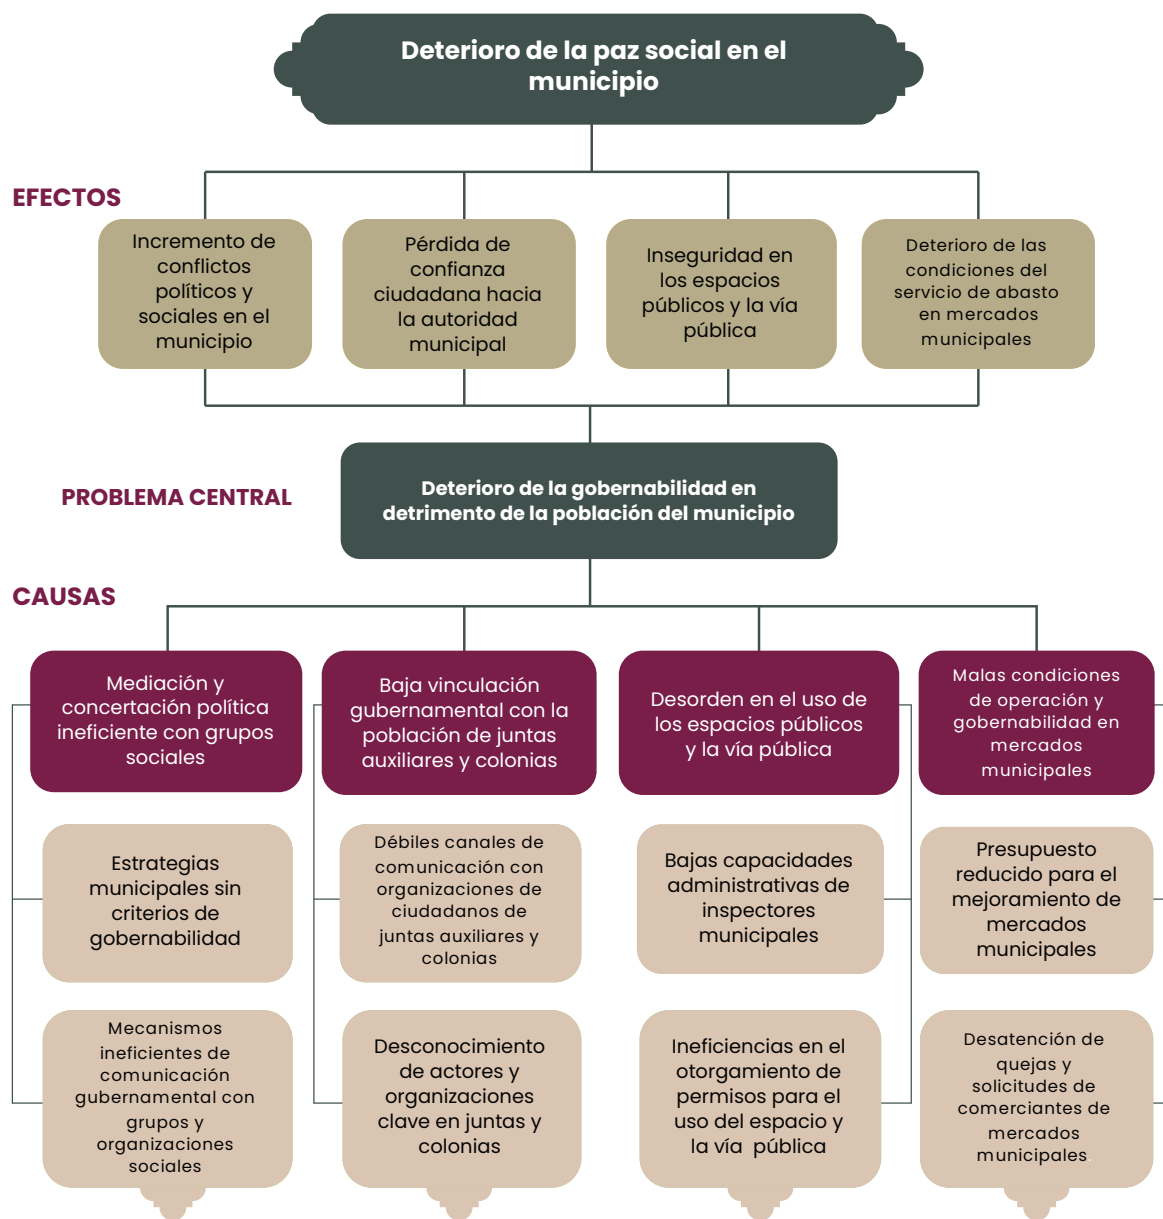 Deterioro de la paz social en el
municipio
EFECTOS
Incremento de
conflictos
políticos y
sociales en el
municipio
Pérdida de
confianza
ciudadana hacia
la autoridad
municipal
Inseguridad en
los espacios
públicos y la vía
pública
Deterioro de las
condiciones del
servicio de abasto
en mercados
municipales
PROBLEMA CENTRAL
Deterioro de la gobernabilidad en
detrimento de la población del municipio
CAUSAS
Mediación y
concertación política
ineficiente con grupos
sociales
Baja vinculación
gubernamental con la
población de juntas
auxiliares y colonias
Desorden en el uso de
los espacios públicos
y la vía pública
Malas condiciones
de operación y
gobernabilidad en
mercados
municipales
Estrategias
municipales sin
criterios de
gobernabilidad
Débiles canales de
comunicación con
organizaciones de
ciudadanos de
juntas auxiliares y
colonias
Bajas capacidades
administrativas de
inspectores
municipales
Presupuesto
reducido para el
mejoramiento de
mercados
municipales
Mecanismos
ineficientes de
comunicación
gubernamental con
grupos y
organizaciones
sociales
Desconocimiento
de actores y
organizaciones
clave en juntas y
colonias
Ineficiencias en el
otorgamiento de
permisos para el
uso del espacio y
la vía pública
Desatención de
quejas y
solicitudes de
comerciantes de
mercados
municipales